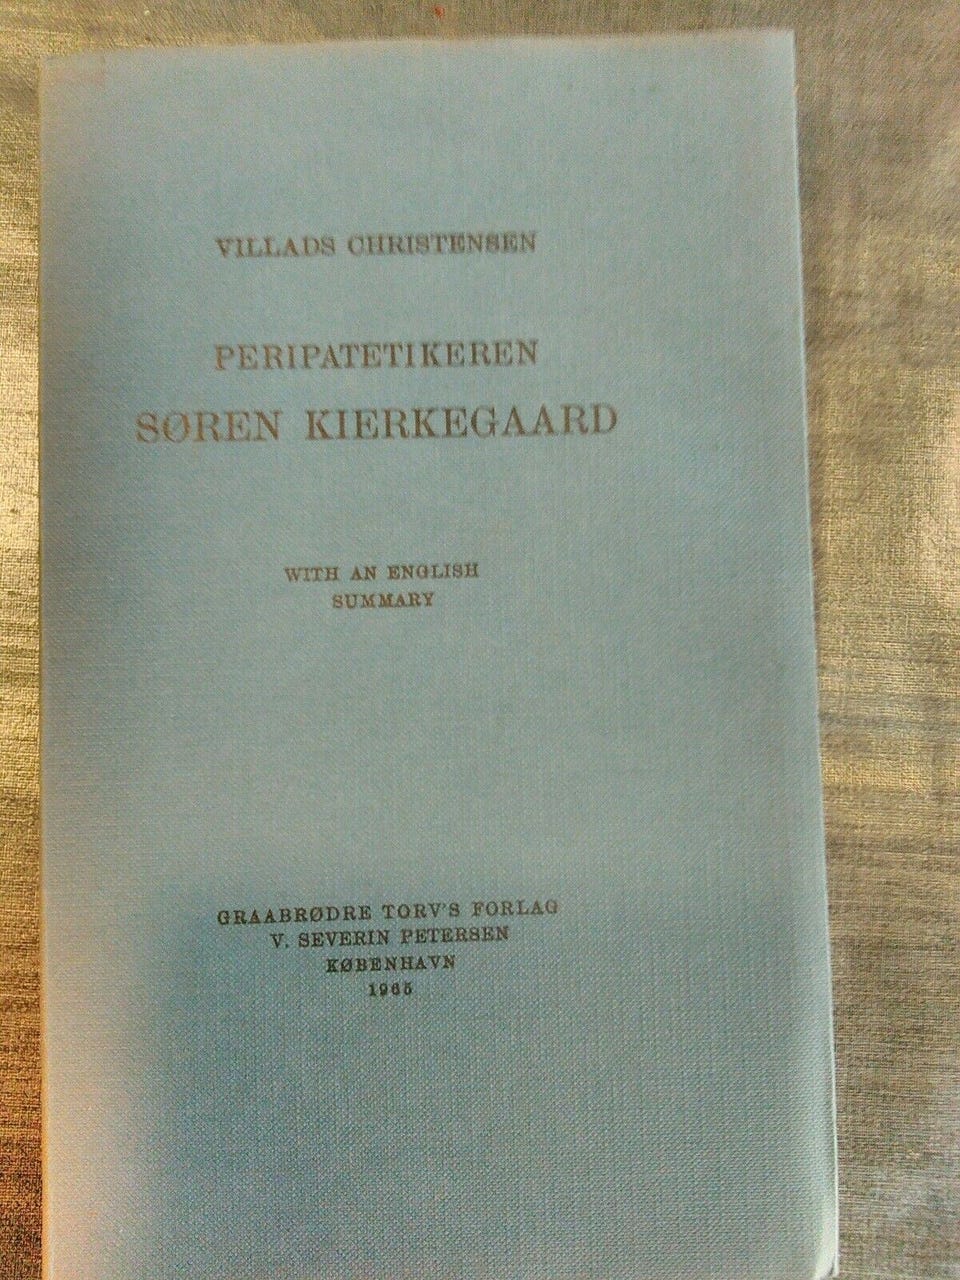 VILLADS CHRISTENSEN
PERIPATETIKEREN
SØREN KIERKEGAARD
WITH AN ENGLISH
SUMMARY
GRAABRØDRE TORV'S FORLAG
V. SEVERIN PETERSEN
KØBENHAVN
1965